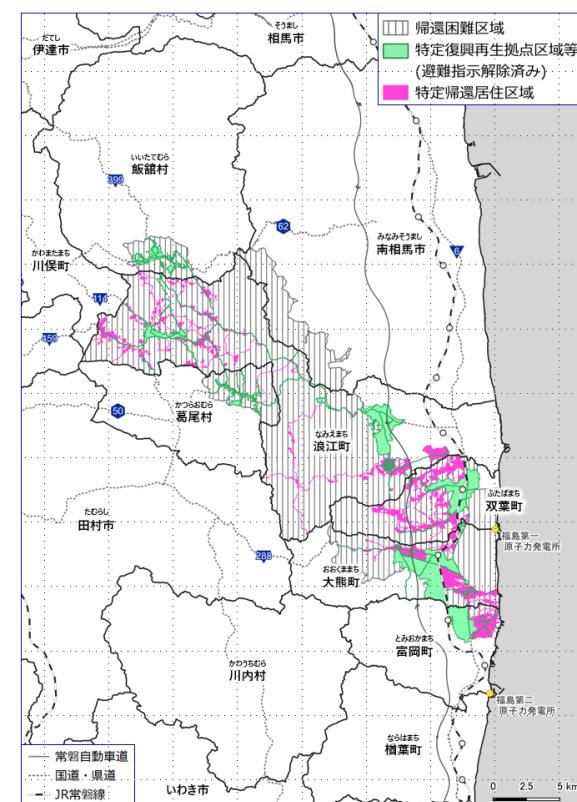 帰還困難区域
特定復興再生拠点区域等
(避難指示解除済み)
特定帰還居住区域
だてし
伊達市
そうまし
相馬市
いいたてむら
飯舘村
399
62
みなみそうまし
南相馬市
6
かわまたまち
川俣町
114
459
かつらおむら
葛尾村
50
なみえまち
浪江町
ふたばまち
双葉町
たむらし
田村市
福島第一
原子力発電所
288
おおくままち
大熊町
とみおかまち
富岡町
かわうちむら
川内村
福島第二
原子力発電所
ならはまち
楢葉町
いわき市
常磐自動車道
国道・県道
JR常磐線
0 2.5 5 km